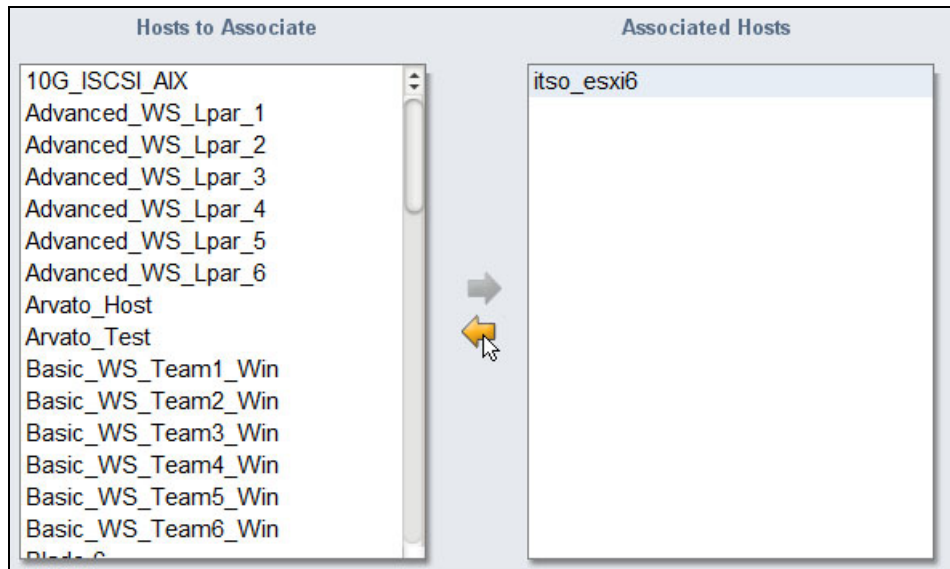 Hosts to Associate
Associated Hosts
10G_ISCSI_AIX
itso_esxi6
Advanced_WS_Lpar_1
Advanced_WS_Lpar_2
Advanced_WS_Lpar_3
Advanced_WS_Lpar_4
Advanced_WS_Lpar_5
Advanced_WS_Lpar_6
Arvato_Host
Arvato_Test
Basic_WS_Team1_Win
Basic_WS_Team2_Win
Basic_WS_Team3_Win
Basic_WS_Team4_Win
Basic_WS_Team5_Win
Basic_WS_Team6_Win